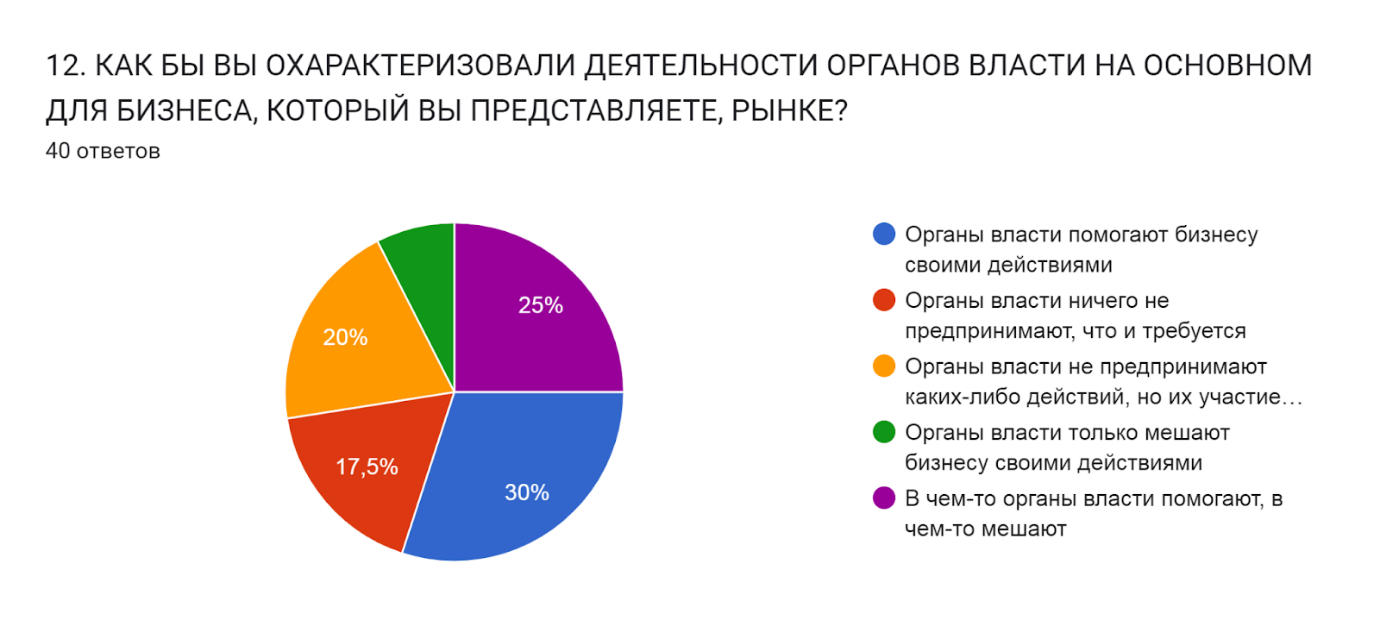 12. КАК БЫ ВЫ ОХАРАКТЕРИЗОВАЛИ ДЕЯТЕЛЬНОСТИ ОРГАНОВ ВЛАСТИ НА ОСНОВНОМ
ДЛЯ БИЗНЕСА, КОТОРЫЙ ВЫ ПРЕДСТАВЛЯЕТЕ, РЫНКЕ?
40 ответов
25%
20%
17,5%
30%
Органы власти помогают бизнесу
своими действиями
Органы власти ничего не
предпринимают, что и требуется
Органы власти не предпринимают
каких-либо действий, но их участие…
Органы власти только мешают
бизнесу своими действиями
В чем-то органы власти помогают, в
чем-то мешают